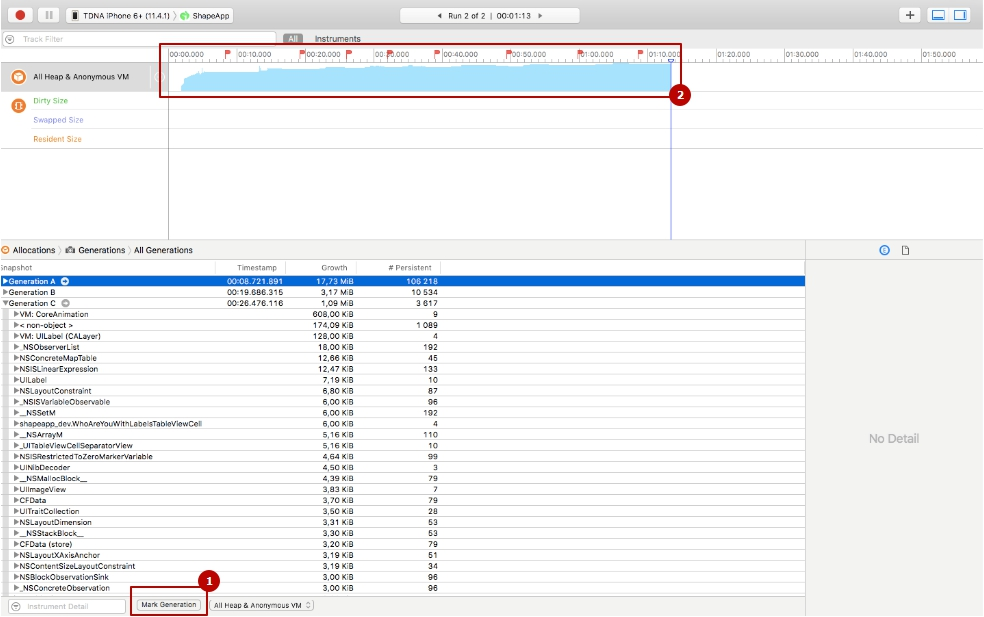 TDNA iPhone 6+ (11.4.1) ShapeApp Run 2 of 2 | 00:01:13
Track Filter All Instruments
00:00.000 00:10.000 00:20.000 00:30.000 00:40.000 00:50.000 01:00.000 01:10.000 01:20.000 01:30.000 01:40.000 01:50.000
All Heap & Anonymous VM
2
Dirty Size
Swapped Size
Resident Size
Allocations Generations All Generations
Snapshot Timestamp Growth # Persistent
Generation A 00:08.721.891 17,73 MiB 106 218
Generation B 00:19.686.315 3,17 MiB 10 534
Generation C 00:26.476.116 1,09 MiB 3 617
VM: CoreAnimation 608,00 KiB 9
< non-object > 174,09 KiB 1 089
VM: UILabel (CALayer) 128,00 KiB 4
_NSObserverList 18,00 KiB 192
NSConcreteMapTable 12,66 KiB 45
NSISLinearExpression 12,47 KiB 133
UILabel 7,19 KiB 10
NSLayoutConstraint 6,80 KiB 87
_NSISVariableObservable 6,00 KiB 96
__NSSetM 6,00 KiB 192
shapeapp_dev.WhoAreYouWithLabelsTableViewCell 6,00 KiB 4
__NSArrayM 5,16 KiB 110
_UITableViewCellSeparatorView 5,16 KiB 10
NSISRestrictedToZeroMarkerVariable 4,64 KiB 99
UINibDecoder 4,50 KiB 3
__NSMallocBlock__ 4,39 KiB 79
UIImageView 3,83 KiB 7
CFData 3,70 KiB 79
UITraitCollection 3,50 KiB 28
NSLayoutDimension 3,31 KiB 53
__NSStackBlock__ 3,30 KiB 53
CFData (store) 3,20 KiB 79
NSLayoutXAxisAnchor 3,19 KiB 51
NSContentSizeLayoutConstraint 3,19 KiB 34
NSBlockObservationSink 3,00 KiB 96
_NSConcreteObservation 3,00 KiB 96
No Detail
1
Instrument Detail Mark Generation All Heap & Anonymous VM